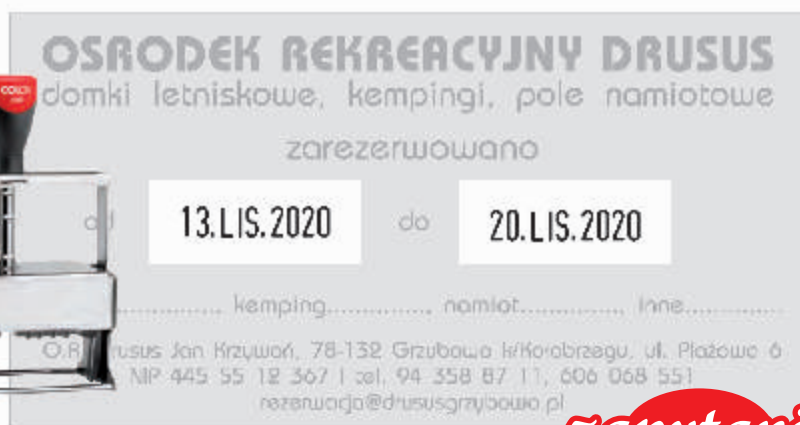 OSRODEK REKREACYJNY DRUSUS
domki letniskowe, kempingi, pole namiotowe
COLOP
zarezerwowano
od 13.LIS.2020 do 20.LIS.2020
............... kemping.............., namiot.............., inne..............
Jan Krzywoń, 78-132 Grzybowo k/Kołobrzegu, ul. Plażowa 6
NIP 445 55 12 367 | tel. 94 358 87 11, 606 068 551
rezerwacja@drususgrzybowo.pl